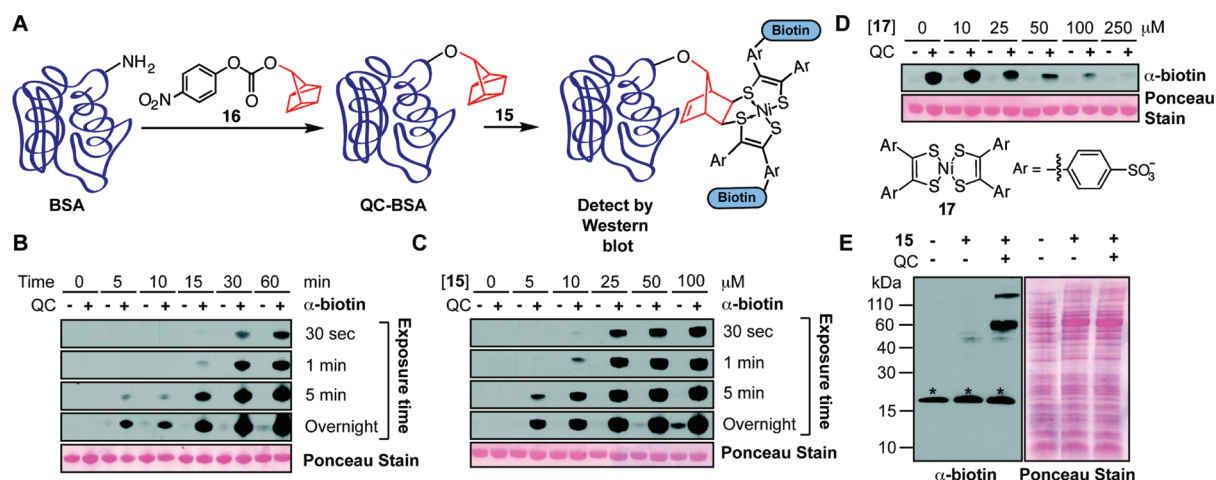 A
NH2
O2N
O
O
O
16
BSA
O
QC-BSA
15
O
Biotin
Ar
Ar
S
S
Ni
S
S
Ar
Ar
Biotin
Detect by
Western
blot
D
[17] 0 10 25 50 100 250 μM
QC - + - + - + - + - + - +
α-biotin
Ponceau
Stain
Ar S S Ar
Ni
Ar S S Ar
17
Ar = SO3−
B
Time 0 5 10 15 30 60 min
QC - + - + - + - + - + - + α-biotin
30 sec
1 min
5 min
Overnight
Exposure time
Ponceau Stain
C
[15] 0 5 10 25 50 100 μM
QC - + - + - + - + - + - + α-biotin
30 sec
1 min
5 min
Overnight
Exposure time
Ponceau Stain
E
15 - + + - + +
QC - - + - - +
kDa
110
60
40
30
15
10
* * *
α-biotin
Ponceau Stain